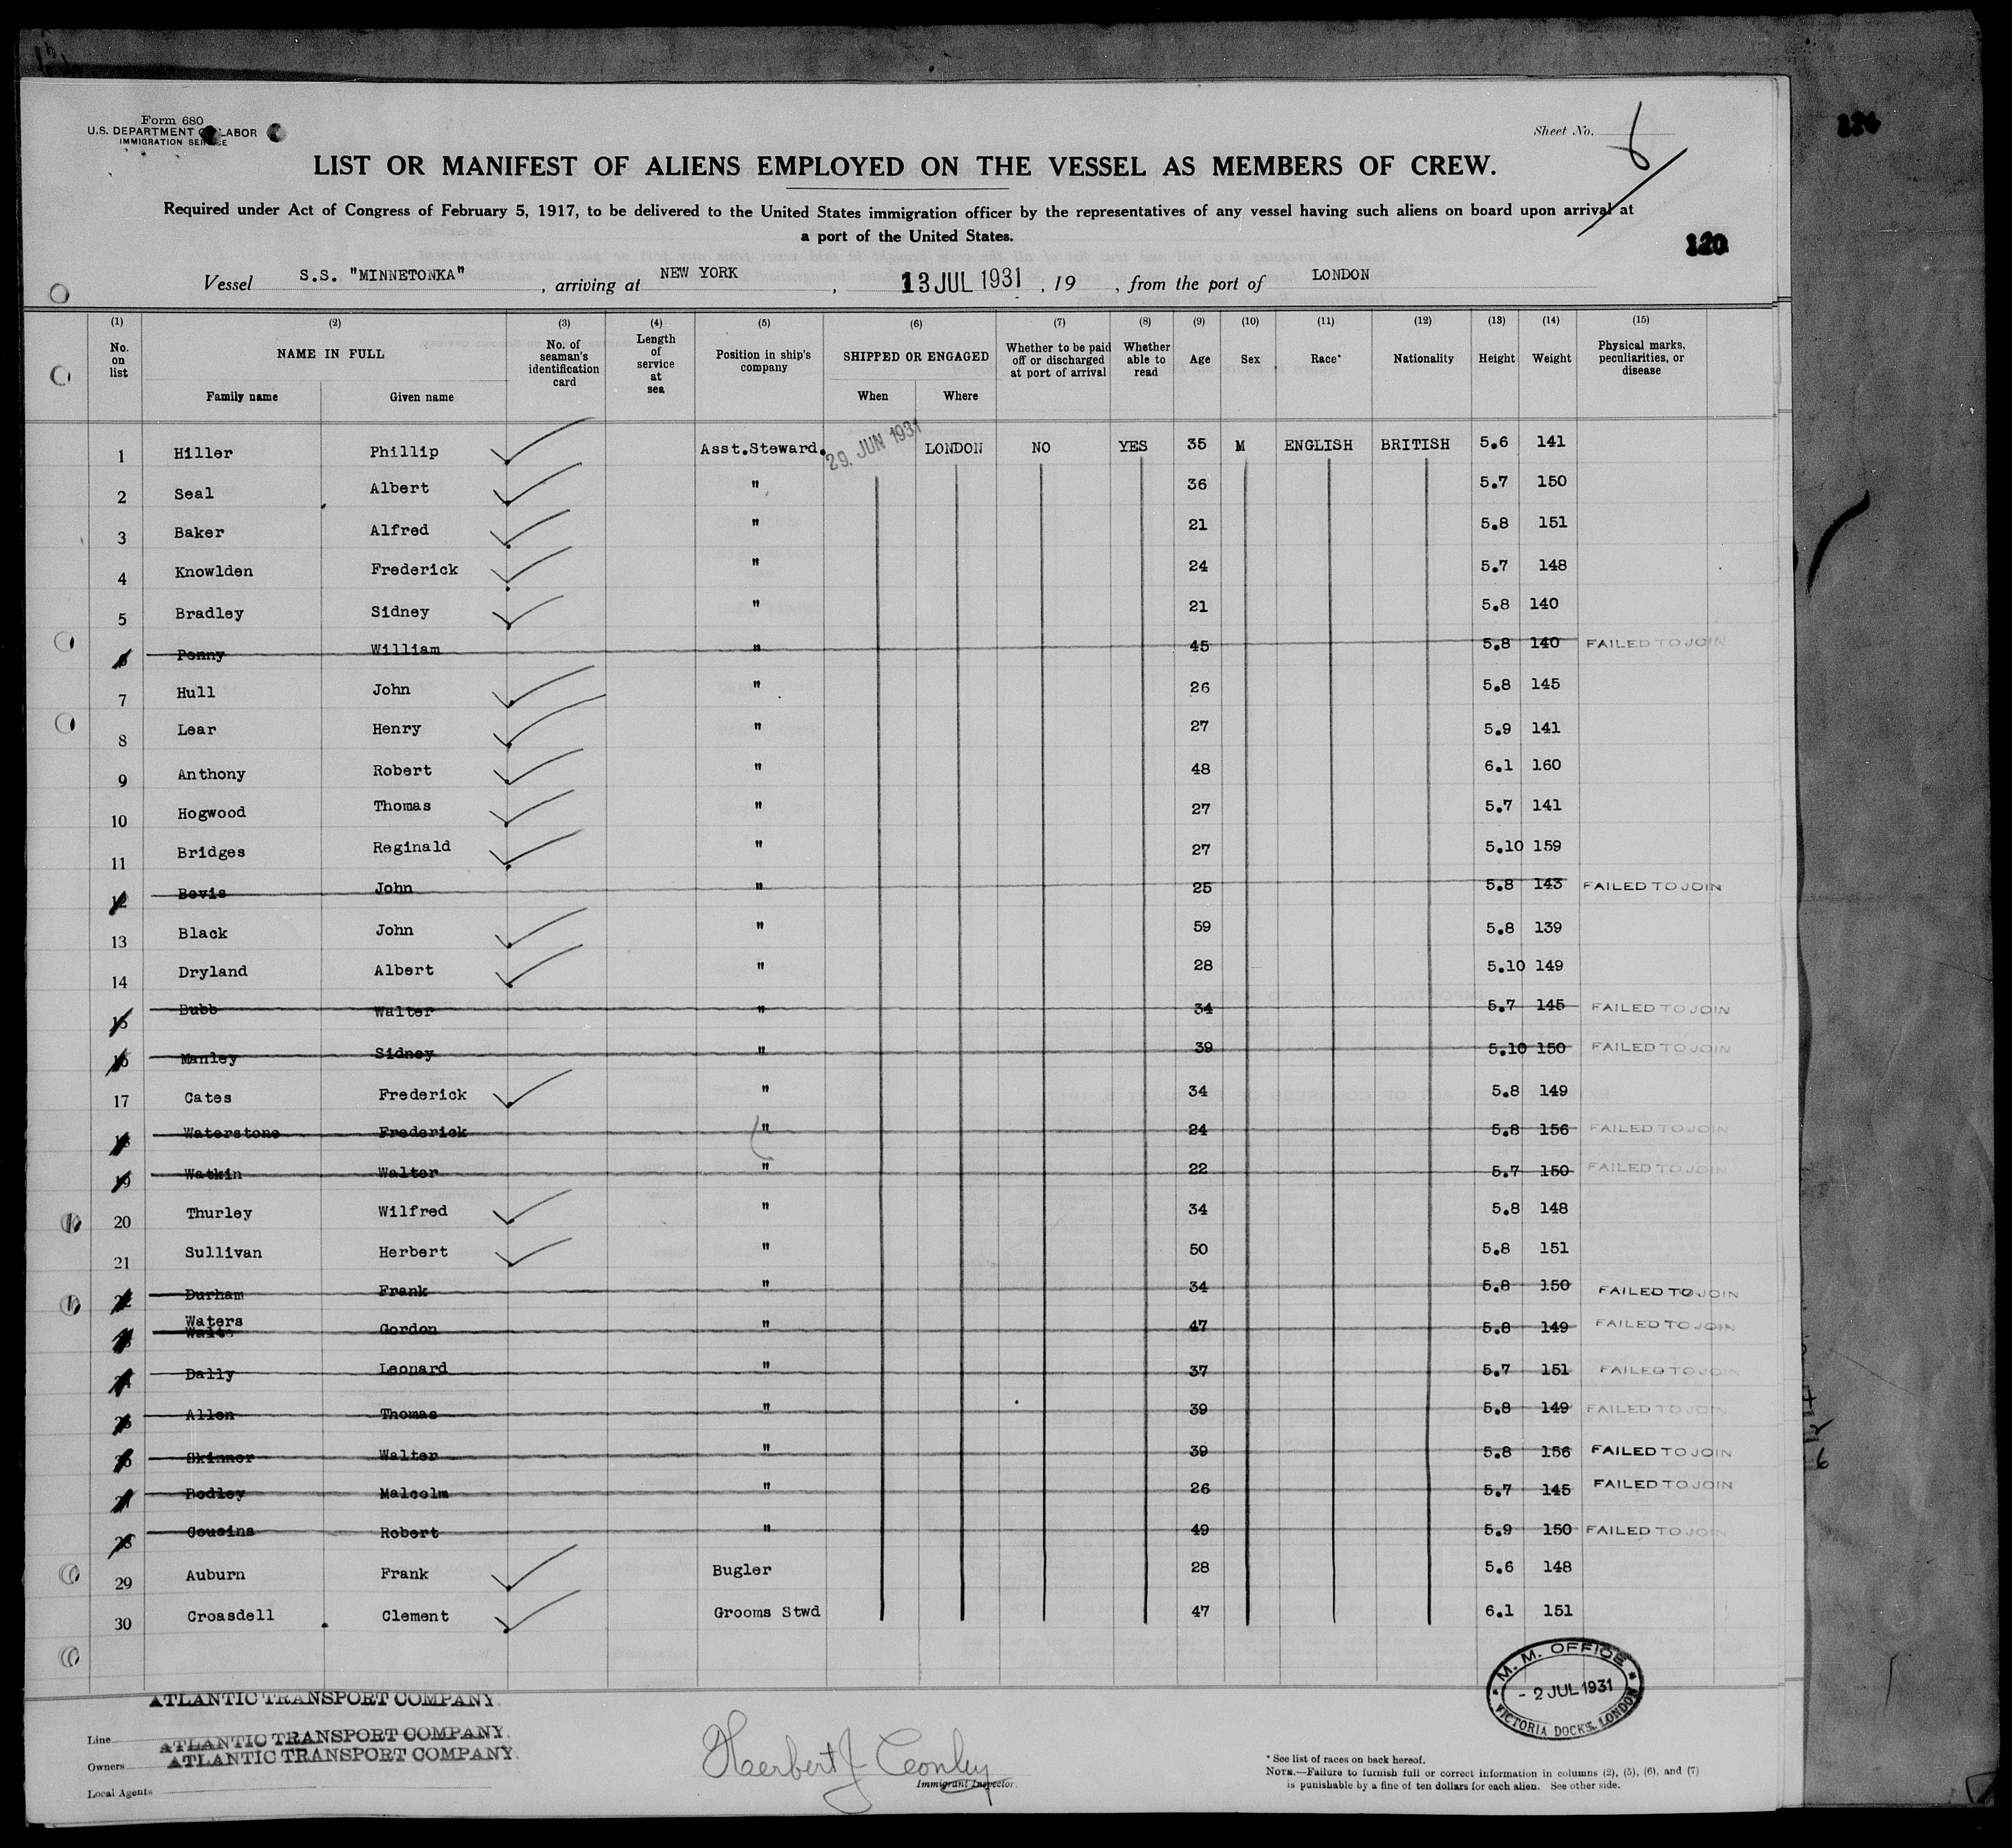 Form 680
U.S. DEPARTMENT OF LABOR
IMMIGRATION SERVICE
Sheet No. 6
LIST OR MANIFEST OF ALIENS EMPLOYED ON THE VESSEL AS MEMBERS OF CREW.
Required under Act of Congress of February 5, 1917, to be delivered to the United States immigration officer by the representatives of any vessel having such aliens on board upon arrival at
a port of the United States.
120
Vessel S.S. "MINNETONKA", arriving at NEW YORK, 13 JUL 1931, 19 , from the port of LONDON
(1) (2) (3) (4) (5) (6) (7) (8) (9) (10) (11) (12) (13) (14) (15)
No. on list NAME IN FULL Family name Given name No. of seaman's identification card Length of service at sea Position in ship's company SHIPPED OR ENGAGED When Where Whether to be paid off or discharged at port of arrival Whether able to read Age Sex Race* Nationality Height Weight Physical marks, peculiarities, or disease
1 Hiller Phillip Asst.Steward. 29. JUN 1931 LONDON NO YES 35 M ENGLISH BRITISH 5.6 141
2 Seal Albert " 36 5.7 150
3 Baker Alfred " 21 5.8 151
4 Knowlden Frederick " 24 5.7 148
5 Bradley Sidney " 21 5.8 140
6 Penny William " 45 5.8 140 FAILED TO JOIN
7 Hull John " 26 5.8 145
8 Lear Henry " 27 5.9 141
9 Anthony Robert " 48 6.1 160
10 Hogwood Thomas " 27 5.7 141
11 Bridges Reginald " 27 5.10 159
12 Bevis John " 25 5.8 143 FAILED TO JOIN
13 Black John " 59 5.8 139
14 Dryland Albert " 28 5.10 149
15 Bubb Walter " 34 5.7 145 FAILED TO JOIN
16 Manley Sidney " 39 5.10 150 FAILED TO JOIN
17 Cates Frederick " 34 5.8 149
18 Waterstone Frederick " 24 5.8 156 FAILED TO JOIN
19 Watkin Walter " 22 5.7 150 FAILED TO JOIN
20 Thurley Wilfred " 34 5.8 148
21 Sullivan Herbert " 50 5.8 151
22 Durham Frank " 34 5.8 150 FAILED TO JOIN
23 Waters Gordon " 47 5.8 149 FAILED TO JOIN
24 Dally Leonard " 37 5.7 151 FAILED TO JOIN
25 Allen Thomas " 39 5.8 149 FAILED TO JOIN
26 Skinner Walter " 39 5.8 156 FAILED TO JOIN
27 Bodley Malcolm " 26 5.7 145 FAILED TO JOIN
28 Cousins Robert " 49 5.9 150 FAILED TO JOIN
29 Auburn Frank Bugler 28 5.6 148
30 Croasdell Clement Grooms Stwd 47 6.1 151
M. M. OFFICE
- 2 JUL 1931
VICTORIA DOCKS, LONDON
ATLANTIC TRANSPORT COMPANY.
Line ATLANTIC TRANSPORT COMPANY.
Owners ATLANTIC TRANSPORT COMPANY.
Local Agents
Herbert J Conley
Immigrant Inspector.
* See list of races on back hereof.
NOTE.—Failure to furnish full or correct information in columns (2), (5), (6), and (7)
is punishable by a fine of ten dollars for each alien. See other side.